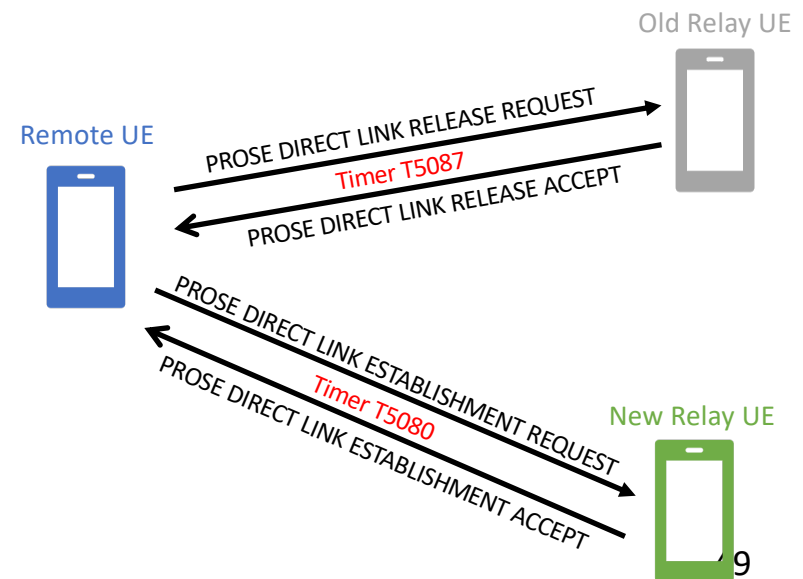 Old Relay UE
Remote UE
PROSE DIRECT LINK RELEASE REQUEST
Timer T5087
PROSE DIRECT LINK RELEASE ACCEPT
PROSE DIRECT LINK ESTABLISHMENT REQUEST
Timer T5080
PROSE DIRECT LINK ESTABLISHMENT ACCEPT
New Relay UE